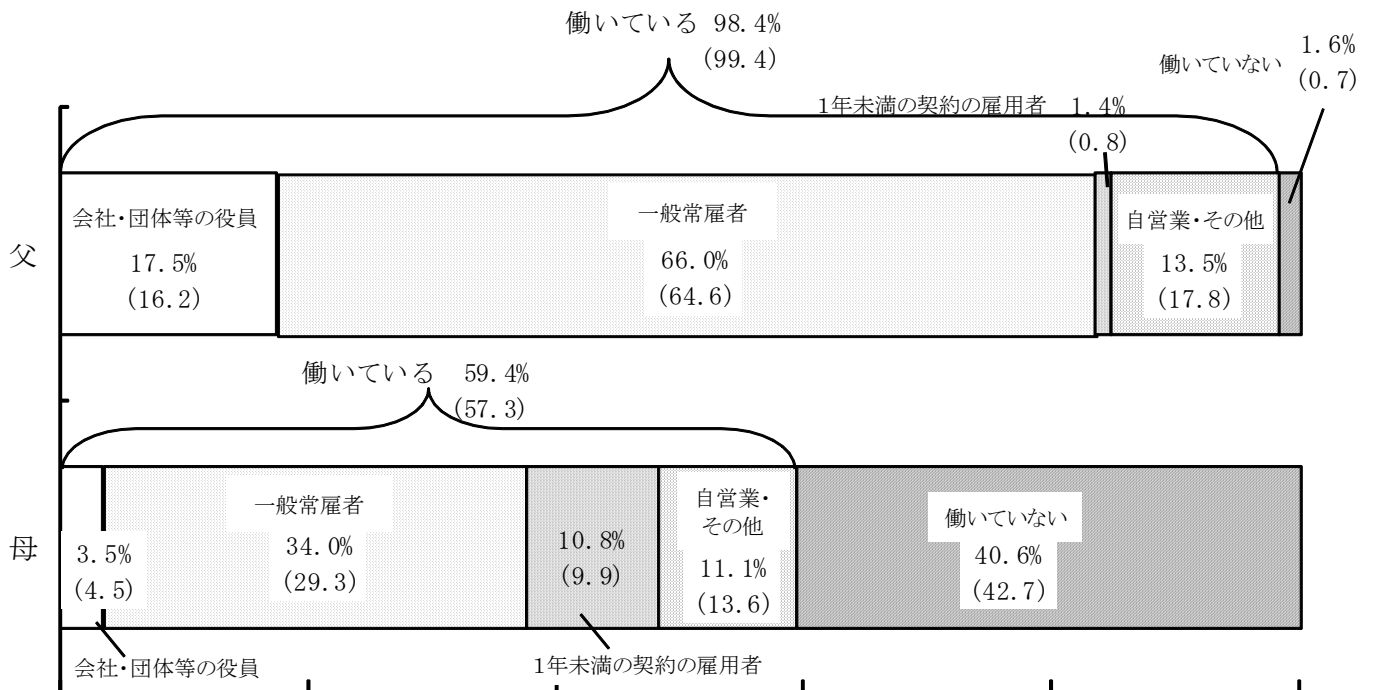 働いている 98.4%
(99.4)
働いていない 1.6%
(0.7)
1年未満の契約の雇用者 1.4%
(0.8)
父
会社・団体等の役員
17.5%
(16.2)
一般常雇者
66.0%
(64.6)
自営業・その他
13.5%
(17.8)
働いている 59.4%
(57.3)
母
3.5%
(4.5)
一般常雇者
34.0%
(29.3)
10.8%
(9.9)
自営業・
その他
11.1%
(13.6)
働いていない
40.6%
(42.7)
会社・団体等の役員
1年未満の契約の雇用者